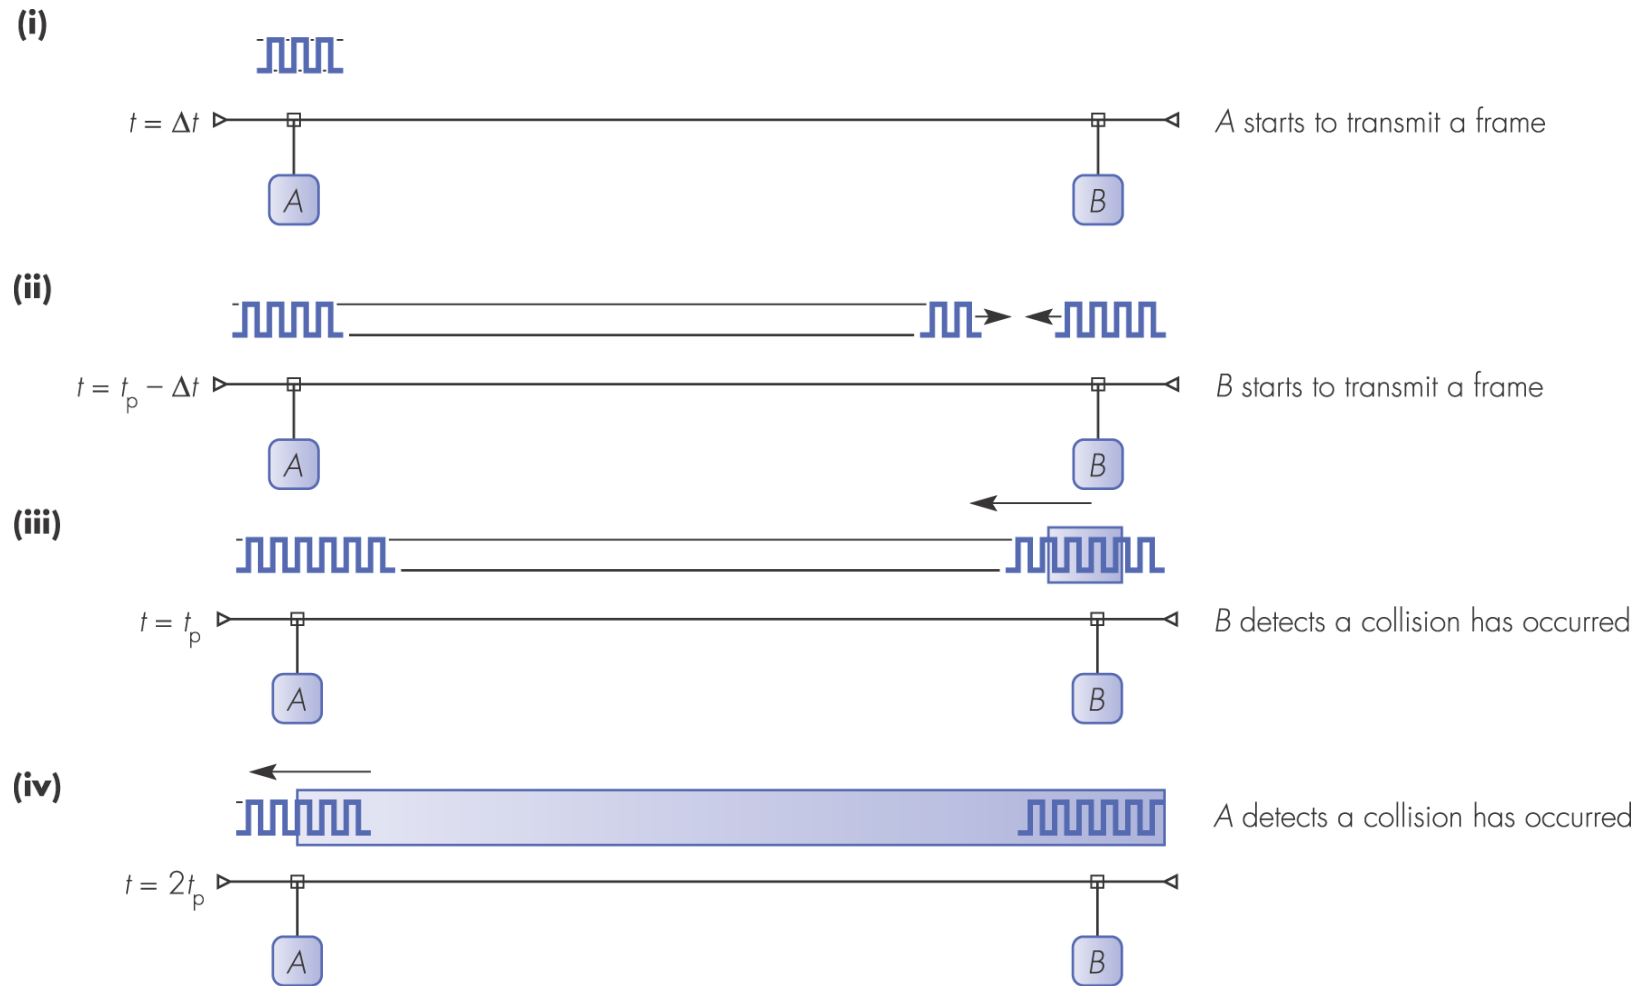 (i)
t = Δt
A starts to transmit a frame
A
B
(ii)
t = tp − Δt
B starts to transmit a frame
A
B
(iii)
t = tp
B detects a collision has occurred
A
B
(iv)
A detects a collision has occurred
t = 2tp
A
B